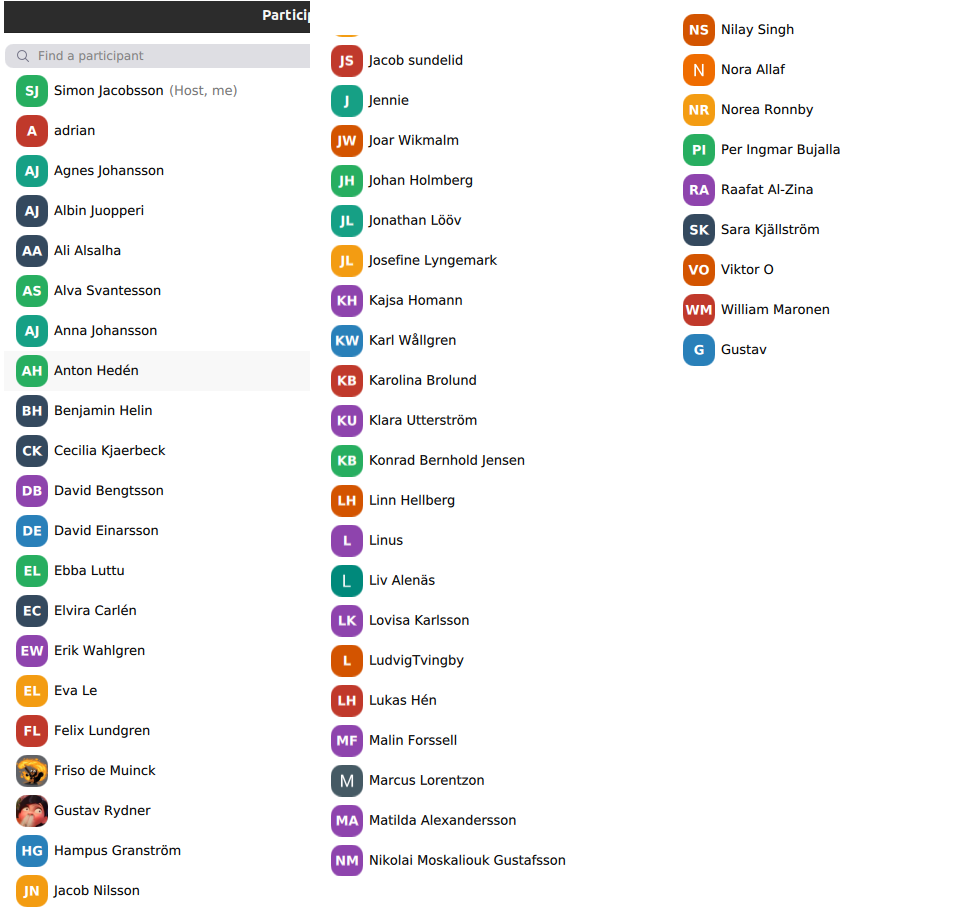 Particip
Find a participant
SJ Simon Jacobsson (Host, me)
A adrian
AJ Agnes Johansson
AJ Albin Juopperi
AA Ali Alsalha
AS Alva Svantesson
AJ Anna Johansson
AH Anton Hedén
BH Benjamin Helin
CK Cecilia Kjaerbeck
DB David Bengtsson
DE David Einarsson
EL Ebba Luttu
EC Elvira Carlén
EW Erik Wahlgren
EL Eva Le
FL Felix Lundgren
Friso de Muinck
Gustav Rydner
HG Hampus Granström
JN Jacob Nilsson
JS Jacob sundelid
J Jennie
JW Joar Wikmalm
JH Johan Holmberg
JL Jonathan Lööv
JL Josefine Lyngemark
KH Kajsa Homann
KW Karl Wållgren
KB Karolina Brolund
KU Klara Utterström
KB Konrad Bernhold Jensen
LH Linn Hellberg
L Linus
L Liv Alenäs
LK Lovisa Karlsson
L LudvigTvingby
LH Lukas Hén
MF Malin Forssell
M Marcus Lorentzon
MA Matilda Alexandersson
NM Nikolai Moskaliouk Gustafsson
NS Nilay Singh
N Nora Allaf
NR Norea Ronnby
PI Per Ingmar Bujalla
RA Raafat Al-Zina
SK Sara Kjällström
VO Viktor O
WM William Maronen
G Gustav